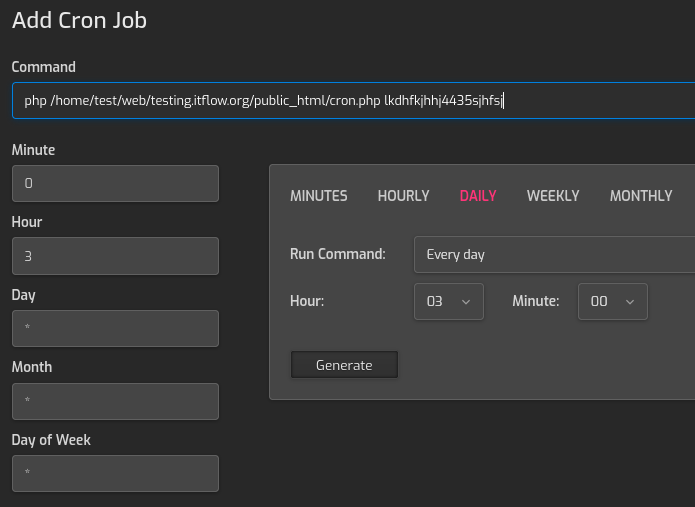 Add Cron Job
Command
php /home/test/web/testing.itflow.org/public_html/cron.php lkdhfkjhhj4435sjhfsj
Minute
0
Hour
3
Day
*
Month
*
Day of Week
*
MINUTES HOURLY DAILY WEEKLY MONTHLY
Run Command: Every day
Hour: 03 Minute: 00
Generate